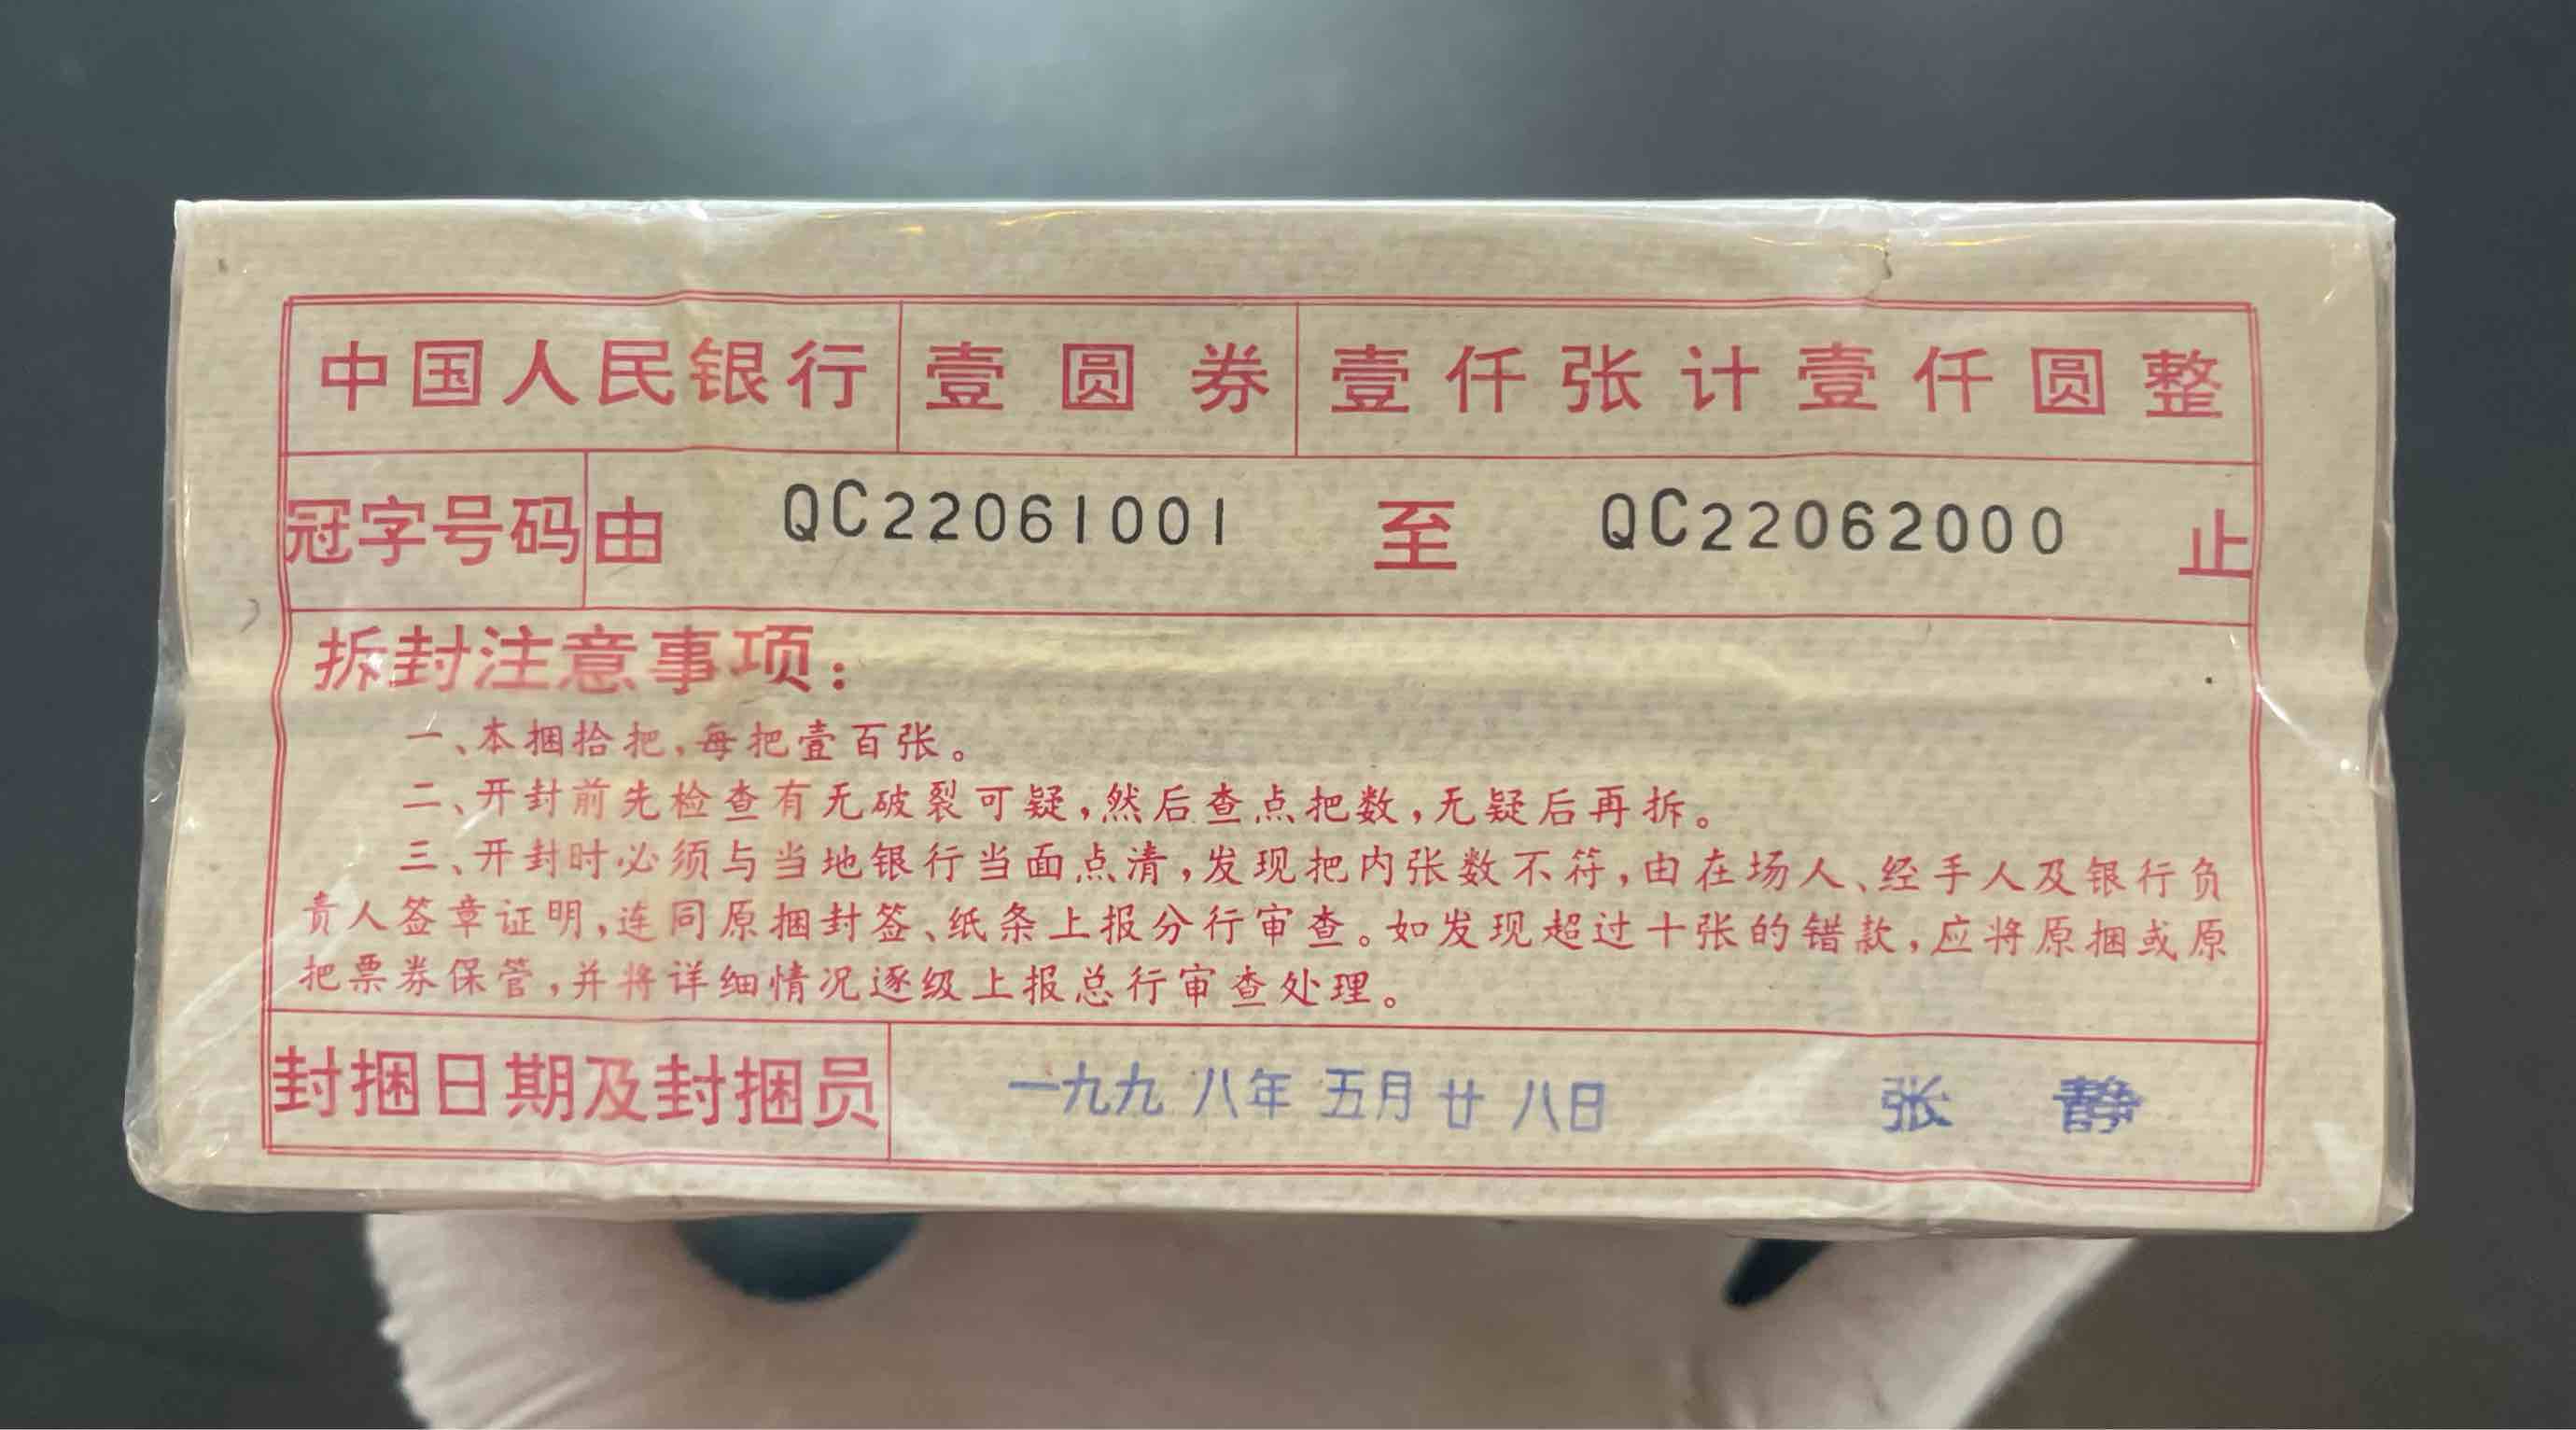 中国人民银行 壹圆券 壹仟张计壹仟圆整
冠字号码 由 QC22061001 至 QC22062000 止
拆封注意事项：
一、本捆拾把，每把壹百张。
二、开封前先检查有无破裂可疑，然后查点把数，无疑后再拆。
三、开封时必须与当地银行当面点清，发现把内张数不符，由在场人、经手人及银行负
责人签章证明，连同原捆封签、纸条上报分行审查。如发现超过十张的错款，应将原捆或原
把票券保管，并将详细情况逐级上报总行审查处理。
封捆日期及封捆员 一九九八年五月廿八日 张静